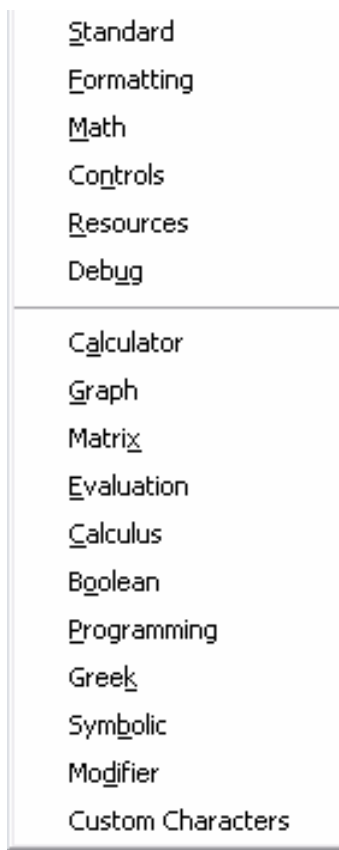 Standard
Formatting
Math
Controls
Resources
Debug
Calculator
Graph
Matrix
Evaluation
Calculus
Boolean
Programming
Greek
Symbolic
Modifier
Custom Characters